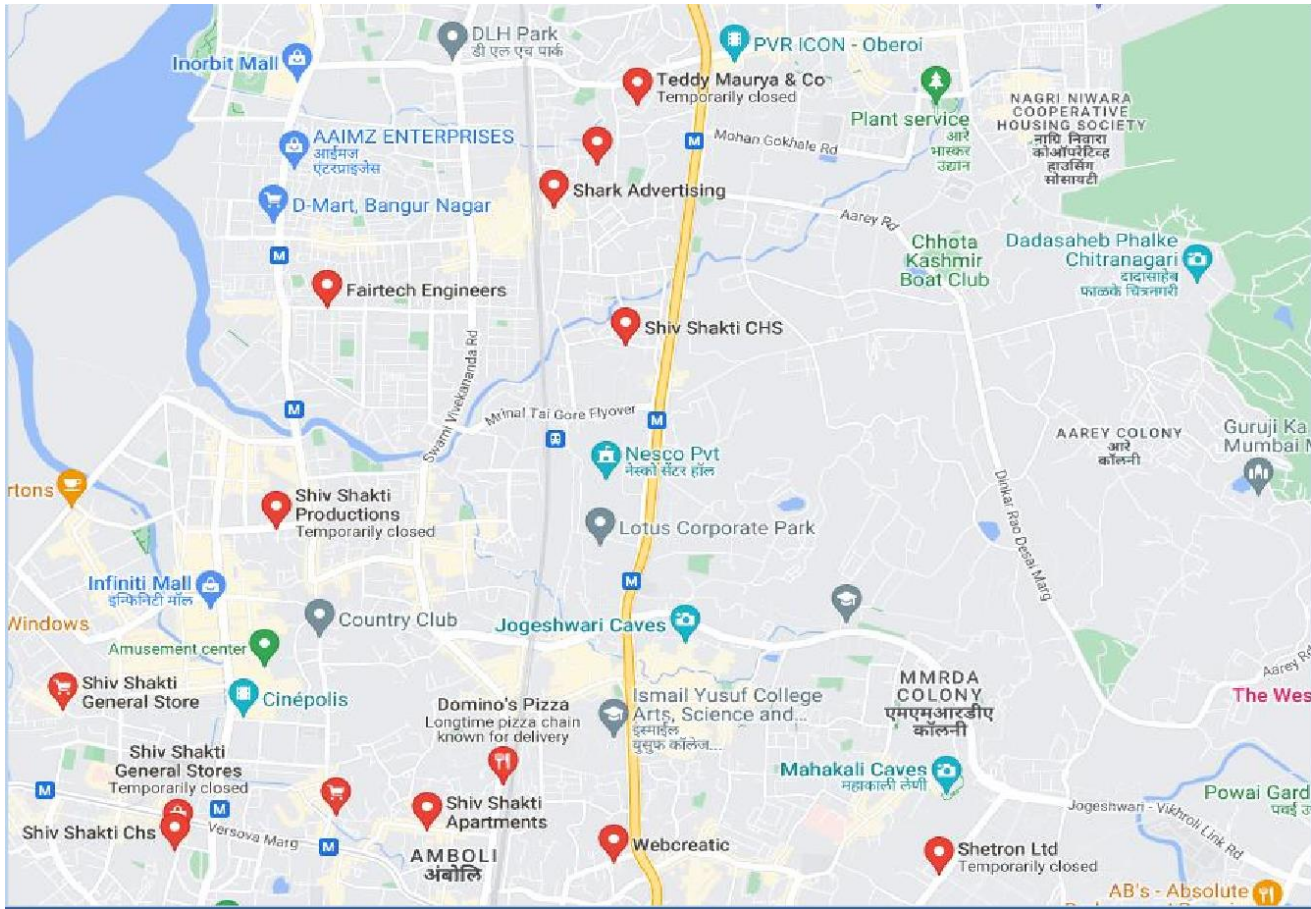 DLH Park
डी एल एच पार्क
PVR ICON - Oberoi
Inorbit Mall
Teddy Maurya & Co
Temporarily closed
Plant service
आरे
भास्कर
उद्यान
NAGRI NIWARA
COOPERATIVE
HOUSING SOCIETY
नाग्रि निवारा
कोऑपरेटिव्ह
हाउसिंग
सोसायटी
AAIMZ ENTERPRISES
आईमज
एंटरप्राइजेस
M
Mohan Gokhale Rd
Shark Advertising
D-Mart, Bangur Nagar
Aarey Rd
M
Chhota
Kashmir
Boat Club
Dadasaheb Phalke
Chitranagari
दादासाहेब
फाळके चित्रनगरी
Fairtech Engineers
Shiv Shakti CHS
Swami Vivekananda Rd
M
Mrinal Tai Gore Flyover
M
AAREY COLONY
आरे
कॉलनी
Guruji Ka
Mumbai
Nesco Pvt
नेस्को सेंटर हॉल
rtons
Shiv Shakti
Productions
Temporarily closed
Lotus Corporate Park
Dinkar Rao Desai Marg
Infiniti Mall
इन्फिनिटी मॉल
M
Windows
Country Club
Jogeshwari Caves
Amusement center
Aarey Rd
Shiv Shakti
General Store
Cinépolis
Domino's Pizza
Longtime pizza chain
known for delivery
Ismail Yusuf College
Arts, Science and...
इस्माईल
युसुफ कॉलेज...
MMRDA
COLONY
एमएमआरडीए
कॉलनी
The Wes
Shiv Shakti
General Stores
Temporarily closed
Mahakali Caves
महाकाली लेणी
M
M
Powai Gard
पवई उ
Shiv Shakti Chs
Versova Marg
M
Shiv Shakti
Apartments
Jogeshwari - Vikhroli Link Rd
AMBOLI
अंबोलि
Webcreatic
Shetron Ltd
Temporarily closed
AB's - Absolute